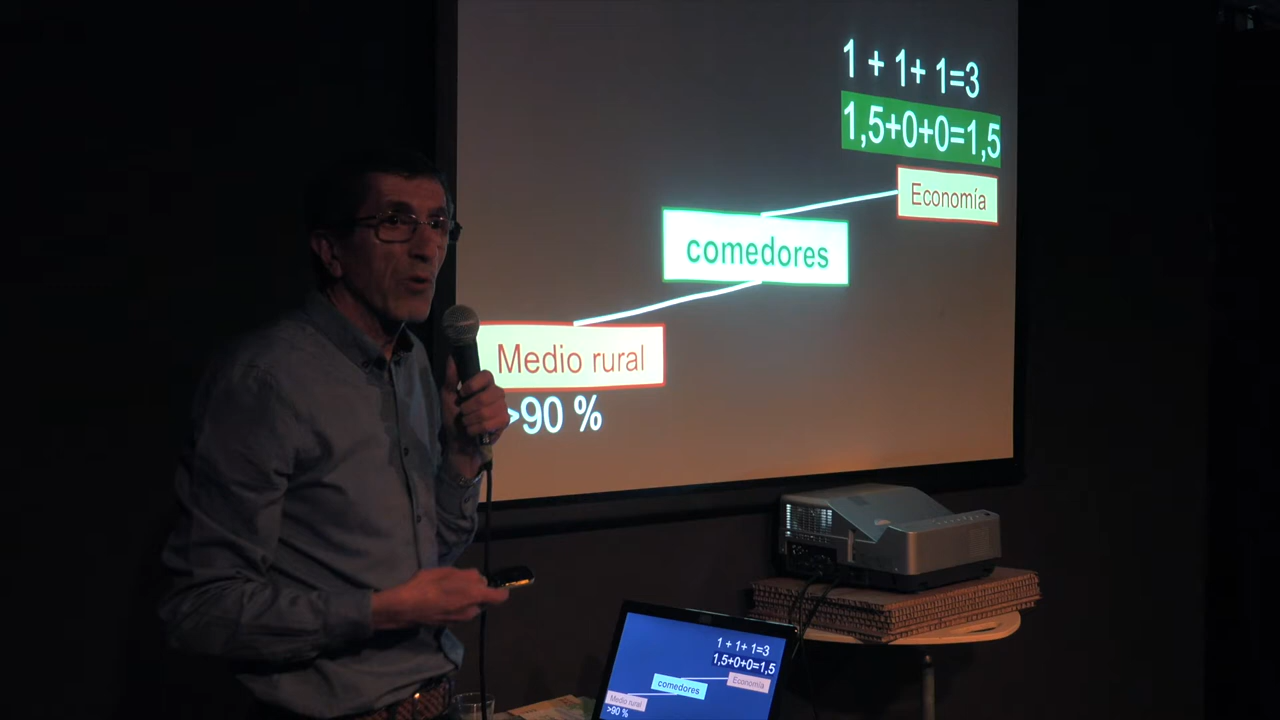 1 + 1+ 1=3
1,5+0+0=1,5
Economía
comedores
Medio rural
>90 %
1 + 1+ 1=3
1,5+0+0=1,5
Economía
comedores
Medio rural
>90 %